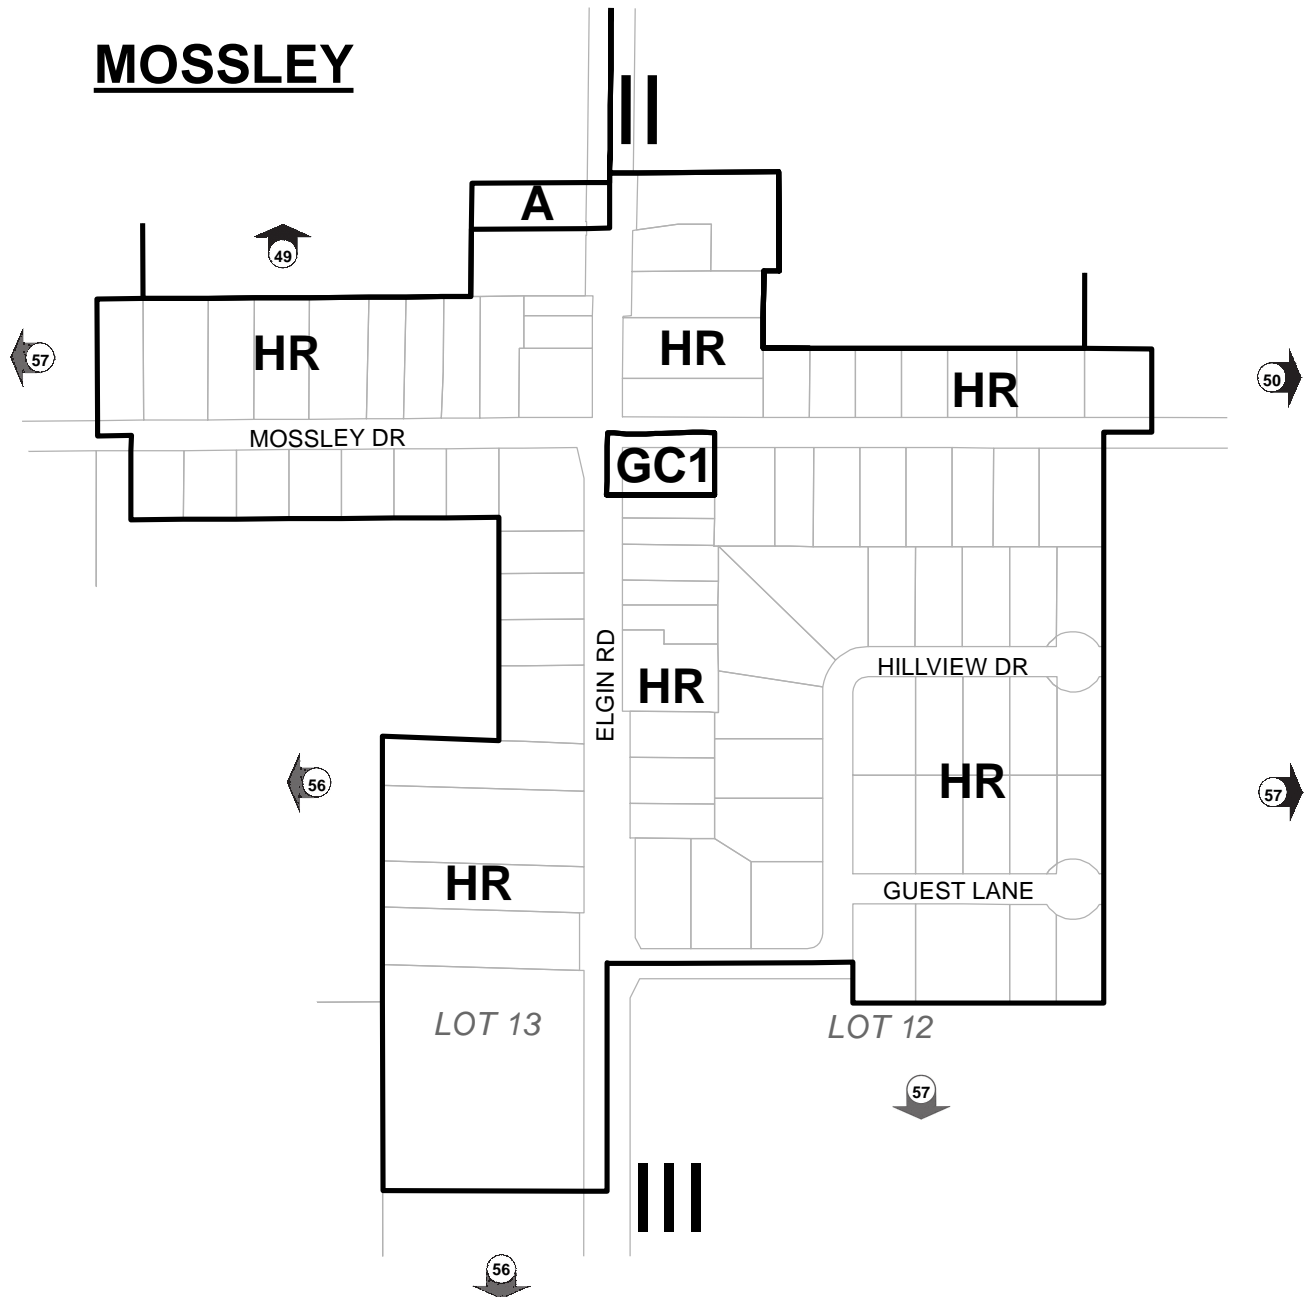 MOSSLEY
II
A
49
HR
HR
57
HR
50
MOSSLEY DR
GC1
ELGIN RD
HILLVIEW DR
HR
HR
56
57
HR
GUEST LANE
LOT 13
LOT 12
57
III
56